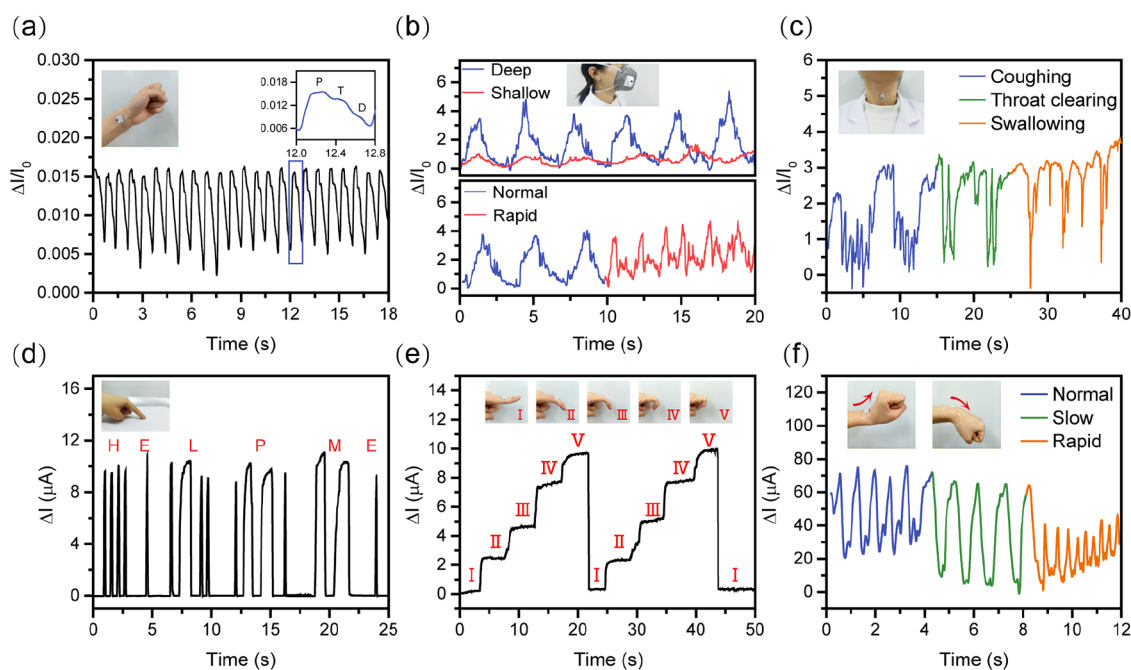 (a)
0.030
0.025
0.020
0.015
0.010
0.005
0.000
ΔI/I0
0 3 6 9 12 15 18
Time (s)
0.018
0.012
0.006
P
T
D
12.0 12.4 12.8
(b)
Deep
Shallow
6
4
2
0
ΔI/I0
Normal
Rapid
6
4
2
0
0 5 10 15 20
Time (s)
(c)
6
5
4
3
2
1
0
ΔI/I0
Coughing
Throat clearing
Swallowing
0 10 20 30 40
Time (s)
(d)
16
12
8
4
0
ΔI (μA)
H E L P M E
0 5 10 15 20 25
Time (s)
(e)
14
12
10
8
6
4
2
0
ΔI (μA)
I II III IV V
I II III IV V I II III IV V I
0 10 20 30 40 50
Time (s)
(f)
120
100
80
60
40
20
0
ΔI (μA)
Normal
Slow
Rapid
0 2 4 6 8 10 12
Time (s)